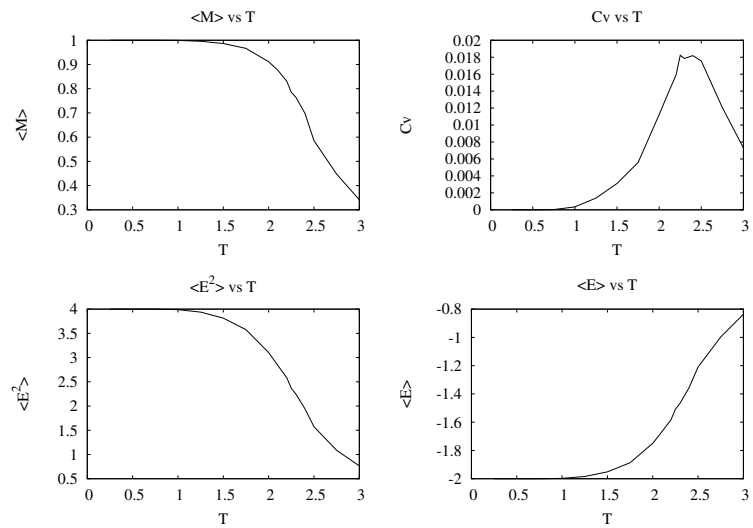 <M> vs T
<M>
1
0.9
0.8
0.7
0.6
0.5
0.4
0.3
0 0.5 1 1.5 2 2.5 3
T
Cv vs T
Cv
0.02
0.018
0.016
0.014
0.012
0.01
0.008
0.006
0.004
0.002
0
0 0.5 1 1.5 2 2.5 3
T
<E² > vs T
<E² >
4
3.5
3
2.5
2
1.5
1
0.5
0 0.5 1 1.5 2 2.5 3
T
<E> vs T
<E>
-0.8
-1
-1.2
-1.4
-1.6
-1.8
-2
0 0.5 1 1.5 2 2.5 3
T